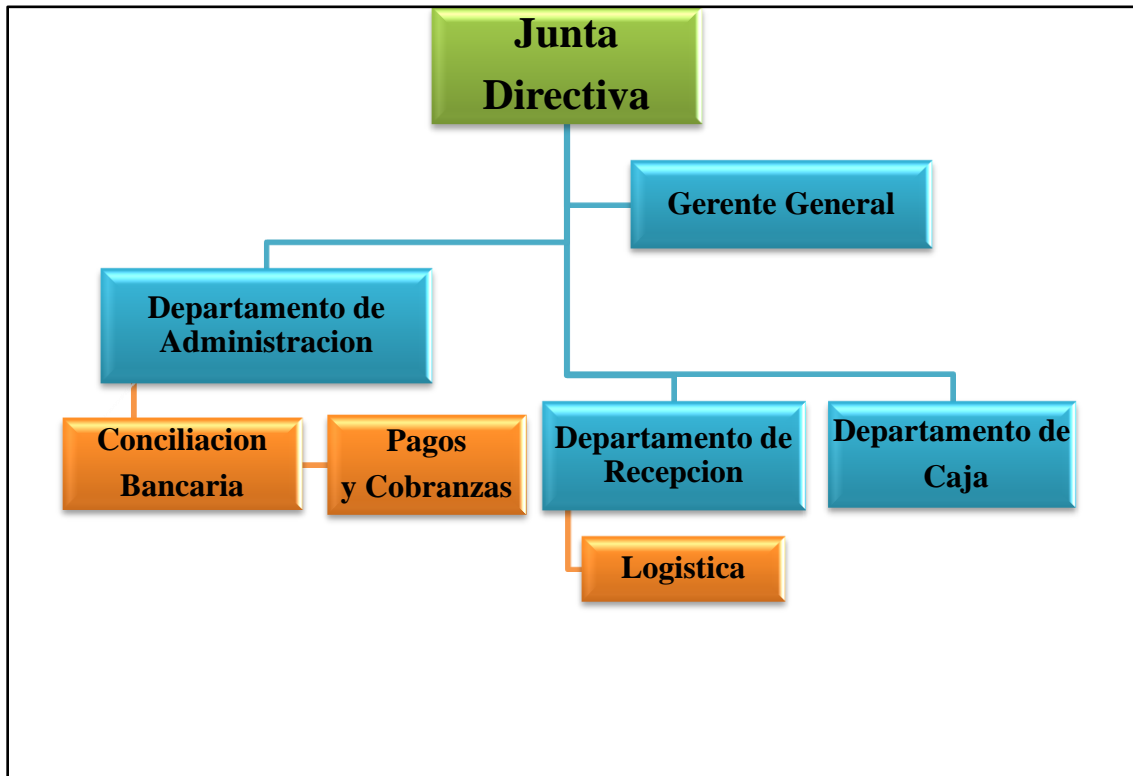 Junta
Directiva
Gerente General
Departamento de
Administracion
Conciliacion
Bancaria
Pagos
y Cobranzas
Departamento de
Recepcion
Departamento de
Caja
Logistica